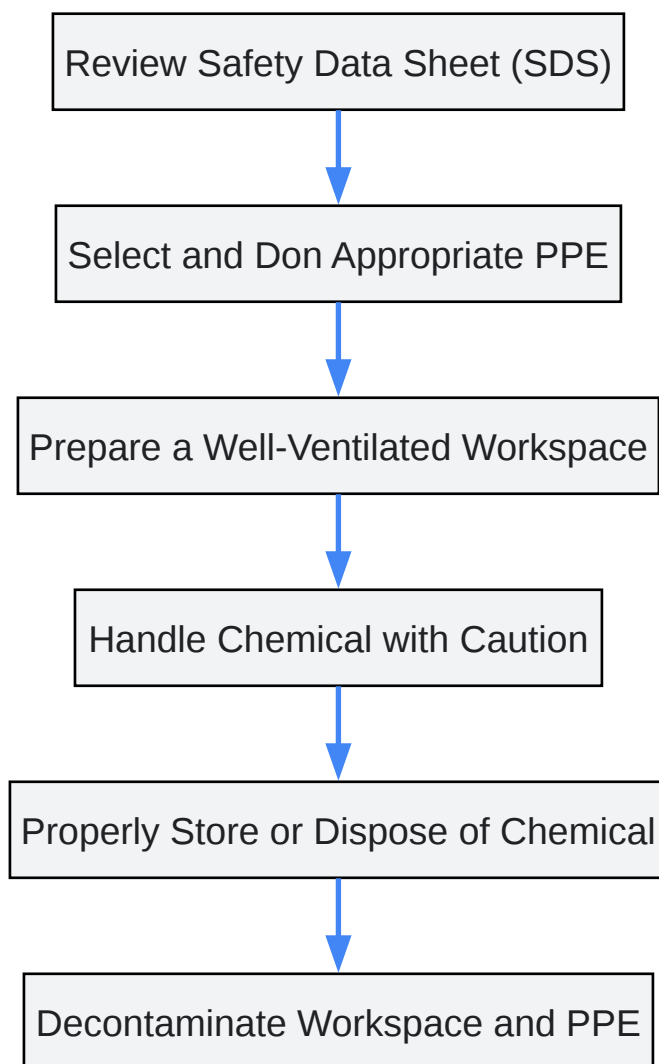 Review Safety Data Sheet (SDS)
Select and Don Appropriate PPE
Prepare a Well-Ventilated Workspace
Handle Chemical with Caution
Properly Store or Dispose of Chemical
Decontaminate Workspace and PPE